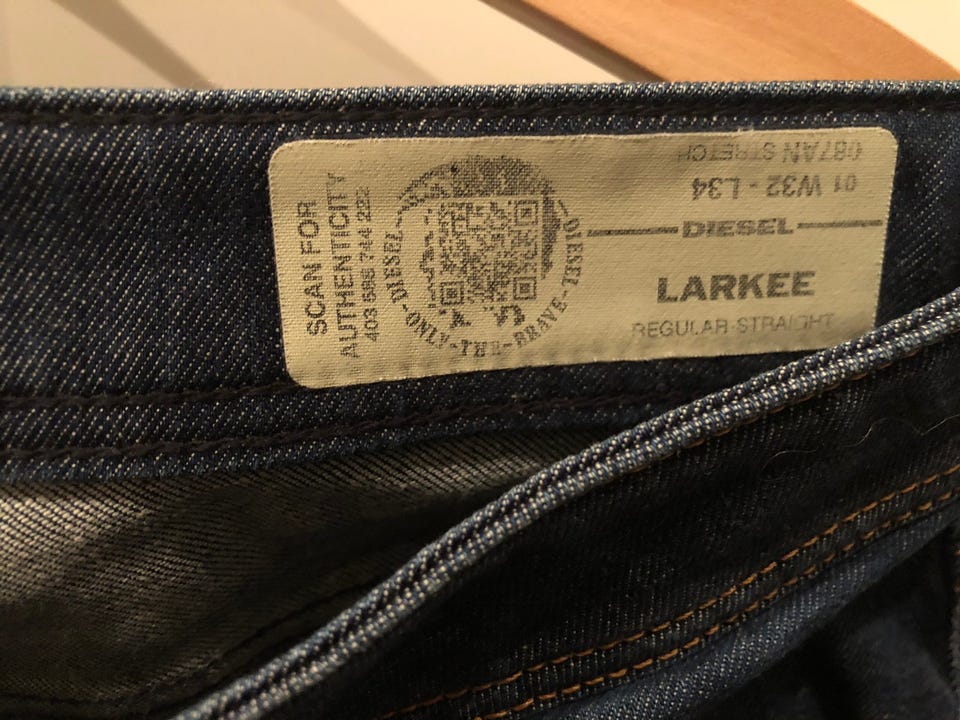 SCAN FOR
AUTHENTICITY
403 586 744 222
DIESEL
-ONLY-THE-BRAVE-
DIESEL
087AN STRETCH
01 W32 - L34
DIESEL
LARKEE
REGULAR-STRAIGHT